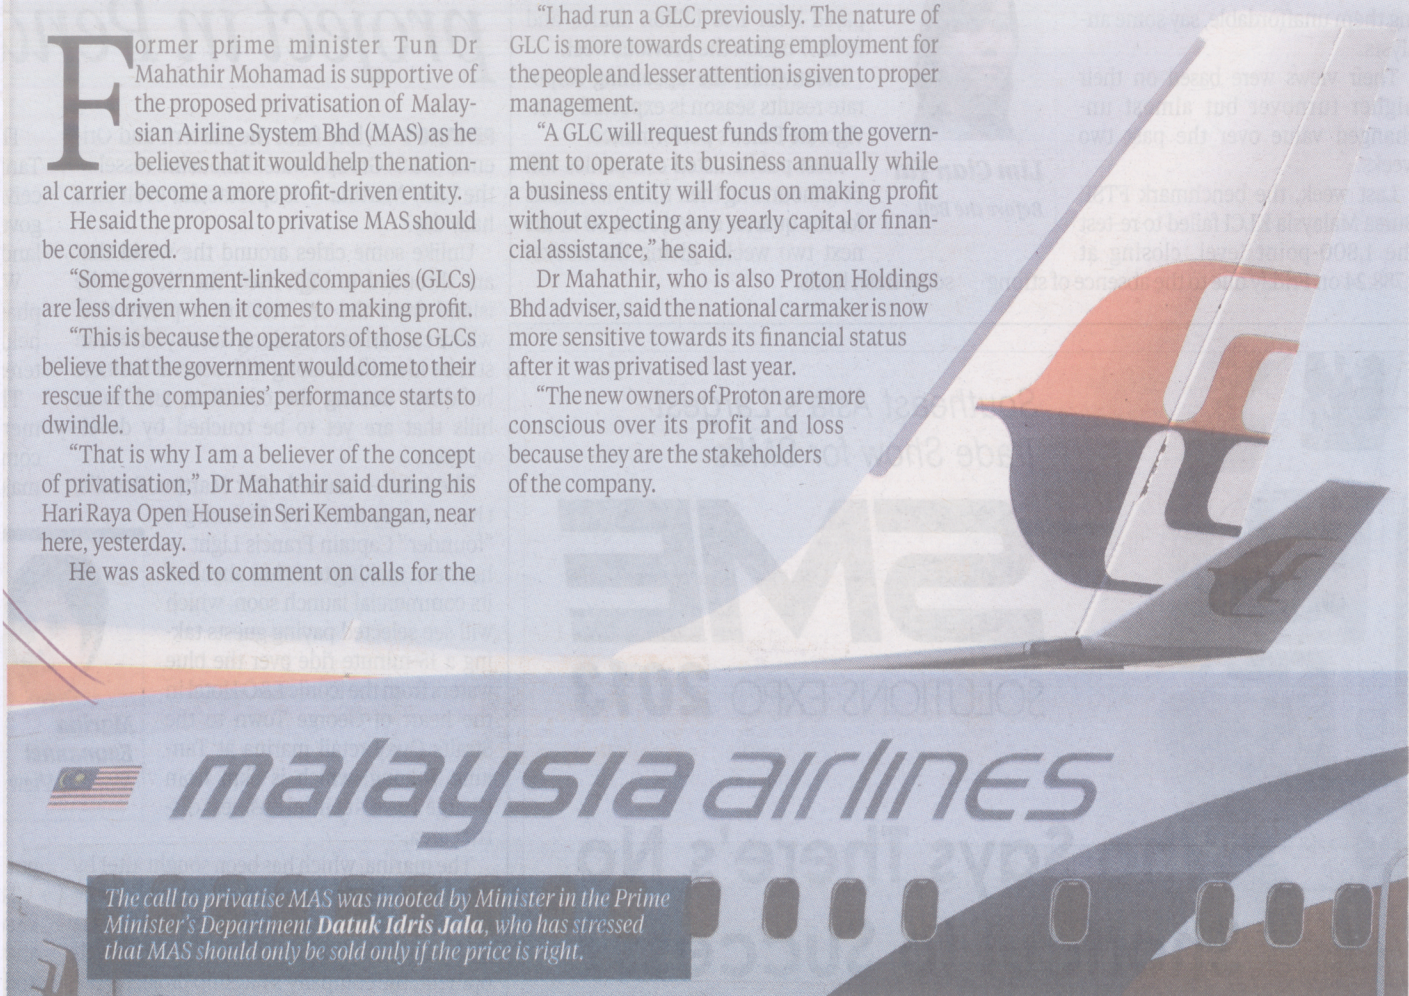 Former prime minister Tun Dr
Mahathir Mohamad is supportive of
the proposed privatisation of Malay-
sian Airline System Bhd (MAS) as he
believes that it would help the nation-
al carrier become a more profit-driven entity.
He said the proposal to privatise MAS should
be considered.
“Some government-linked companies (GLCs)
are less driven when it comes to making profit.
“This is because the operators of those GLCs
believe that the government would come to their
rescue if the companies’ performance starts to
dwindle.
“That is why I am a believer of the concept
of privatisation,” Dr Mahathir said during his
Hari Raya Open House in Seri Kembangan, near
here, yesterday.
He was asked to comment on calls for the
“I had run a GLC previously. The nature of
GLC is more towards creating employment for
the people and lesser attention is given to proper
management.
“A GLC will request funds from the govern-
ment to operate its business annually while
a business entity will focus on making profit
without expecting any yearly capital or finan-
cial assistance,” he said.
Dr Mahathir, who is also Proton Holdings
Bhd adviser, said the national carmaker is now
more sensitive towards its financial status
after it was privatised last year.
“The new owners of Proton are more
conscious over its profit and loss
because they are the stakeholders
of the company.
malaysia airlines
The call to privatise MAS was mooted by Minister in the Prime
Minister’s Department Datuk Idris Jala, who has stressed
that MAS should only be sold only if the price is right.